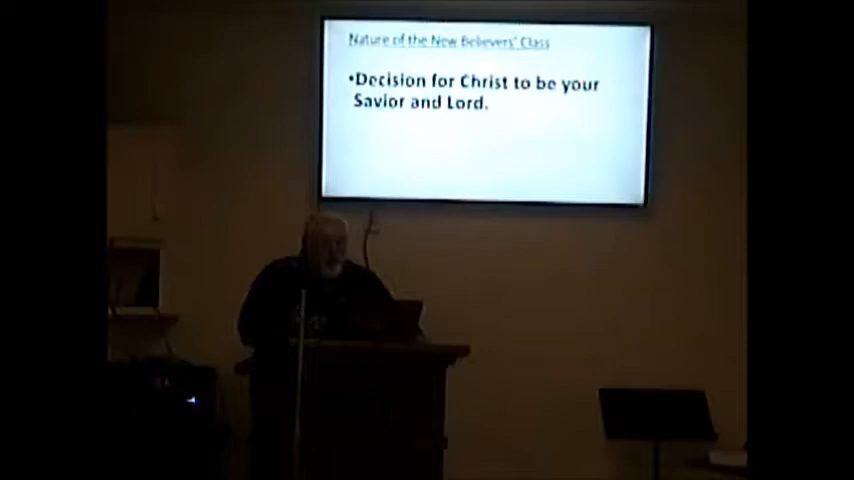 Nature of the New Believers' Class
•Decision for Christ to be your
Savior and Lord.